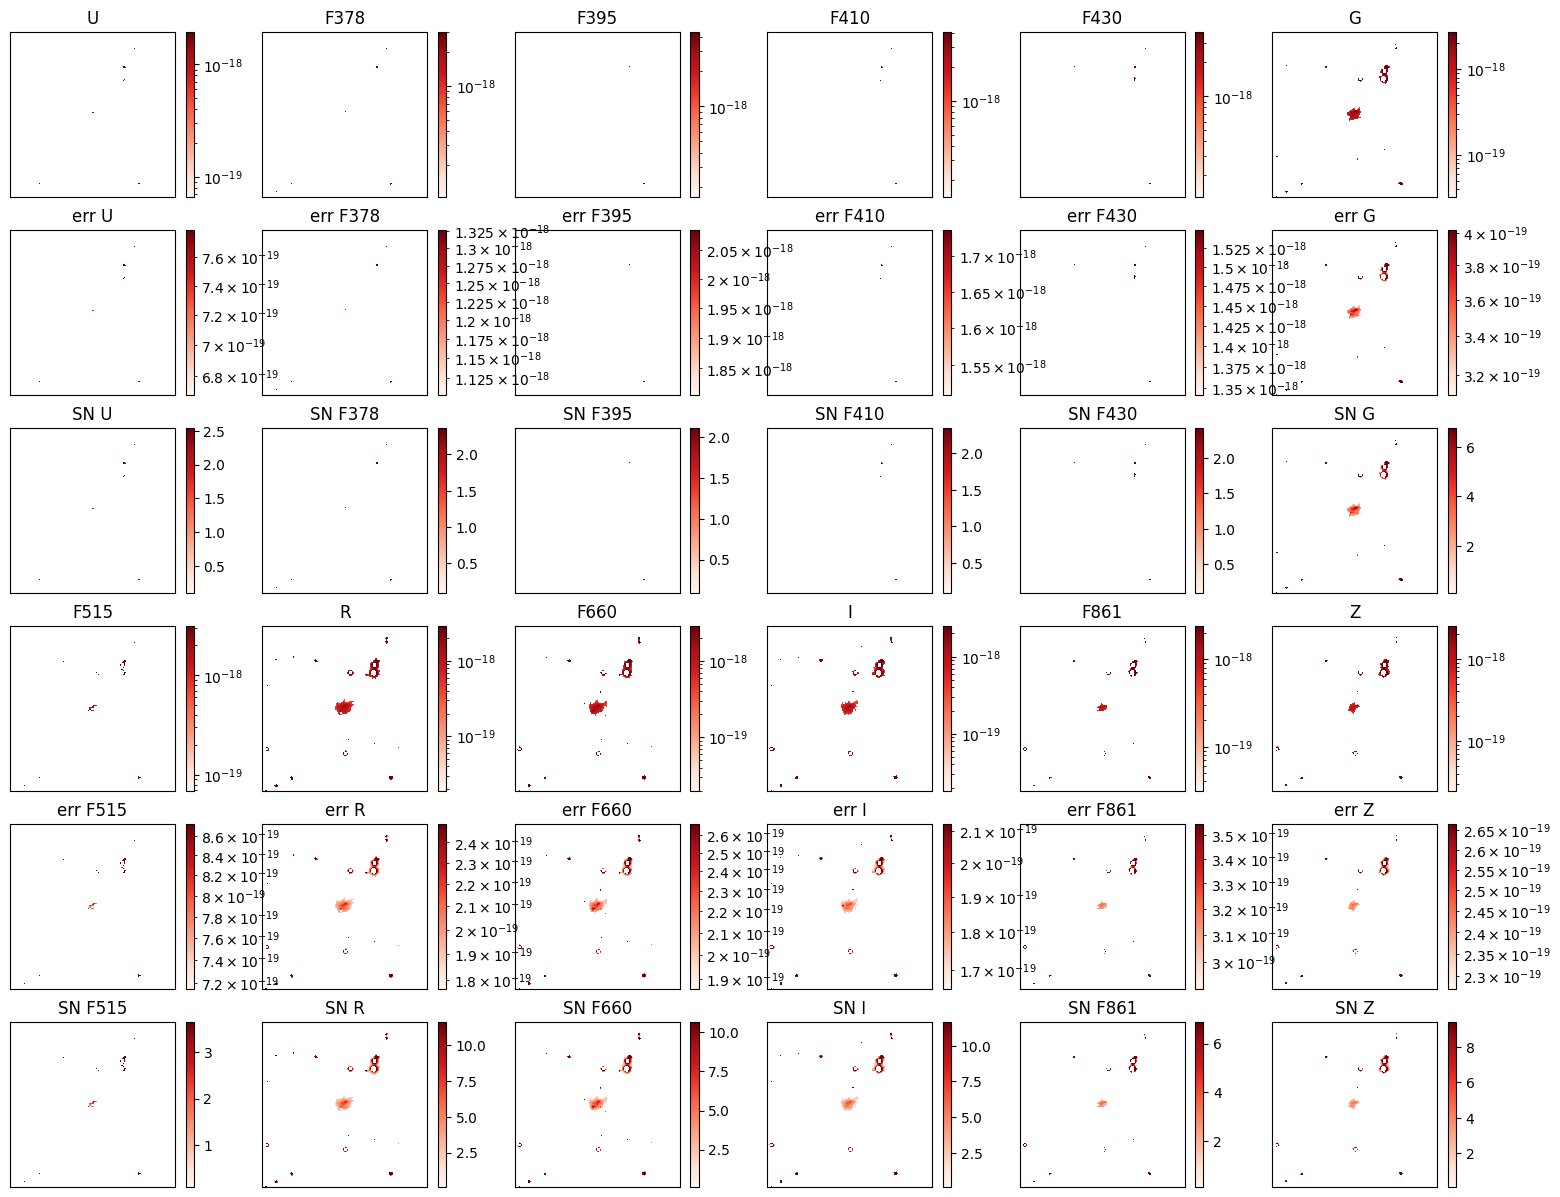 U F378 F395 F410 F430 G
10⁻¹⁸ 10⁻¹⁸ 10⁻¹⁸ 10⁻¹⁸ 10⁻¹⁸ 10⁻¹⁸
10⁻¹⁹ 10⁻¹⁹
err U err F378 err F395 err F410 err F430 err G
7.6 × 10⁻¹⁹ 7.4 × 10⁻¹⁹ 7.2 × 10⁻¹⁹ 7 × 10⁻¹⁹ 6.8 × 10⁻¹⁹
1.325 × 10⁻¹⁸ 1.3 × 10⁻¹⁸ 1.275 × 10⁻¹⁸ 1.25 × 10⁻¹⁸ 1.225 × 10⁻¹⁸ 1.2 × 10⁻¹⁸ 1.175 × 10⁻¹⁸ 1.15 × 10⁻¹⁸ 1.125 × 10⁻¹⁸
2.05 × 10⁻¹⁸ 2 × 10⁻¹⁸ 1.95 × 10⁻¹⁸ 1.9 × 10⁻¹⁸ 1.85 × 10⁻¹⁸
1.7 × 10⁻¹⁸ 1.65 × 10⁻¹⁸ 1.6 × 10⁻¹⁸ 1.55 × 10⁻¹⁸
1.525 × 10⁻¹⁸ 1.5 × 10⁻¹⁸ 1.475 × 10⁻¹⁸ 1.45 × 10⁻¹⁸ 1.425 × 10⁻¹⁸ 1.4 × 10⁻¹⁸ 1.375 × 10⁻¹⁸ 1.35 × 10⁻¹⁸
4 × 10⁻¹⁹ 3.8 × 10⁻¹⁹ 3.6 × 10⁻¹⁹ 3.4 × 10⁻¹⁹ 3.2 × 10⁻¹⁹
SN U SN F378 SN F395 SN F410 SN F430 SN G
2.5 2.0 1.5 1.0 0.5
2.0 1.5 1.0 0.5
2.0 1.5 1.0 0.5
2.0 1.5 1.0 0.5
2.0 1.5 1.0 0.5
6 4 2
F515 R F660 I F861 Z
10⁻¹⁸ 10⁻¹⁸ 10⁻¹⁸ 10⁻¹⁸ 10⁻¹⁸ 10⁻¹⁸
10⁻¹⁹ 10⁻¹⁹ 10⁻¹⁹ 10⁻¹⁹ 10⁻¹⁹ 10⁻¹⁹
err F515 err R err F660 err I err F861 err Z
8.6 × 10⁻¹⁹ 8.4 × 10⁻¹⁹ 8.2 × 10⁻¹⁹ 8 × 10⁻¹⁹ 7.8 × 10⁻¹⁹ 7.6 × 10⁻¹⁹ 7.4 × 10⁻¹⁹ 7.2 × 10⁻¹⁹
2.4 × 10⁻¹⁹ 2.3 × 10⁻¹⁹ 2.2 × 10⁻¹⁹ 2.1 × 10⁻¹⁹ 2 × 10⁻¹⁹ 1.9 × 10⁻¹⁹ 1.8 × 10⁻¹⁹
2.6 × 10⁻¹⁹ 2.5 × 10⁻¹⁹ 2.4 × 10⁻¹⁹ 2.3 × 10⁻¹⁹ 2.2 × 10⁻¹⁹ 2.1 × 10⁻¹⁹ 2 × 10⁻¹⁹ 1.9 × 10⁻¹⁹
2.1 × 10⁻¹⁹ 2 × 10⁻¹⁹ 1.9 × 10⁻¹⁹ 1.8 × 10⁻¹⁹ 1.7 × 10⁻¹⁹
3.5 × 10⁻¹⁹ 3.4 × 10⁻¹⁹ 3.3 × 10⁻¹⁹ 3.2 × 10⁻¹⁹ 3.1 × 10⁻¹⁹ 3 × 10⁻¹⁹
2.65 × 10⁻¹⁹ 2.6 × 10⁻¹⁹ 2.55 × 10⁻¹⁹ 2.5 × 10⁻¹⁹ 2.45 × 10⁻¹⁹ 2.4 × 10⁻¹⁹ 2.35 × 10⁻¹⁹ 2.3 × 10⁻¹⁹
SN F515 SN R SN F660 SN I SN F861 SN Z
3 2 1
10.0 7.5 5.0 2.5
10.0 7.5 5.0 2.5
10.0 7.5 5.0 2.5
6 4 2
8 6 4 2